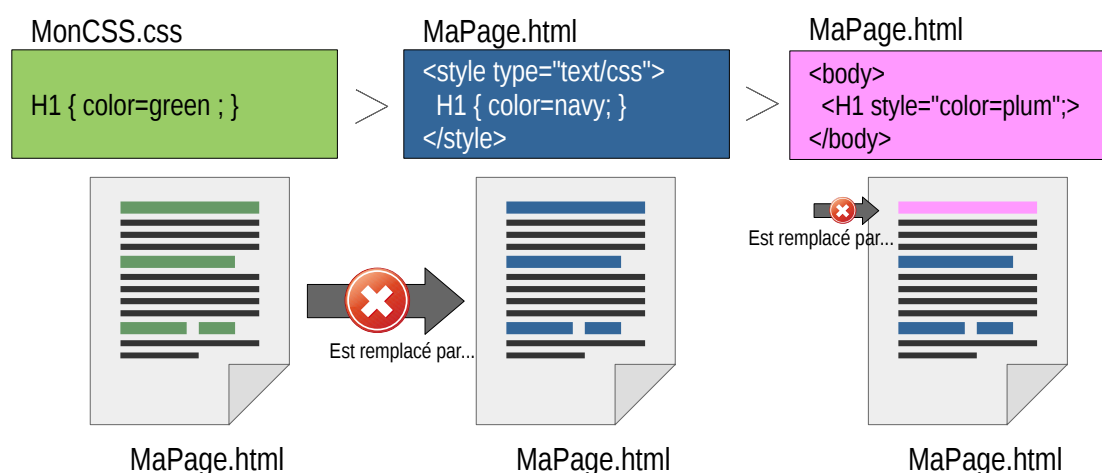 MonCSS.css
H1 { color=green ; }
MaPage.html
<style type="text/css">
H1 { color=navy; }
</style>
MaPage.html
<body>
<H1 style="color=plum";>
</body>
Est remplacé par...
Est remplacé par...
MaPage.html
MaPage.html
MaPage.html